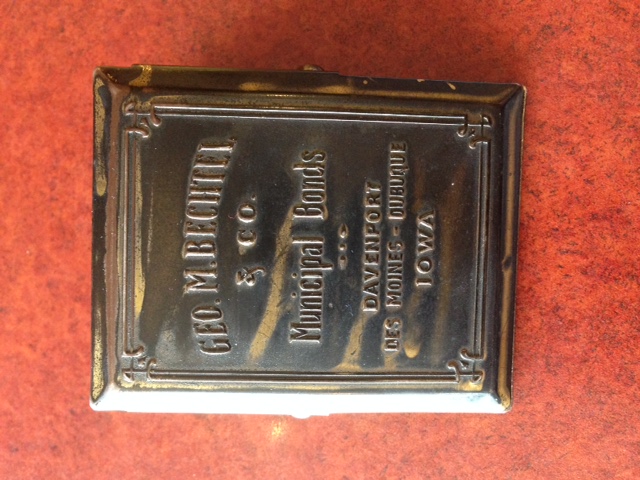 GEO. M. BECHTEL
& CO.
Municipal Bonds
DAVENPORT
DES MOINES - DUBUQUE
IOWA